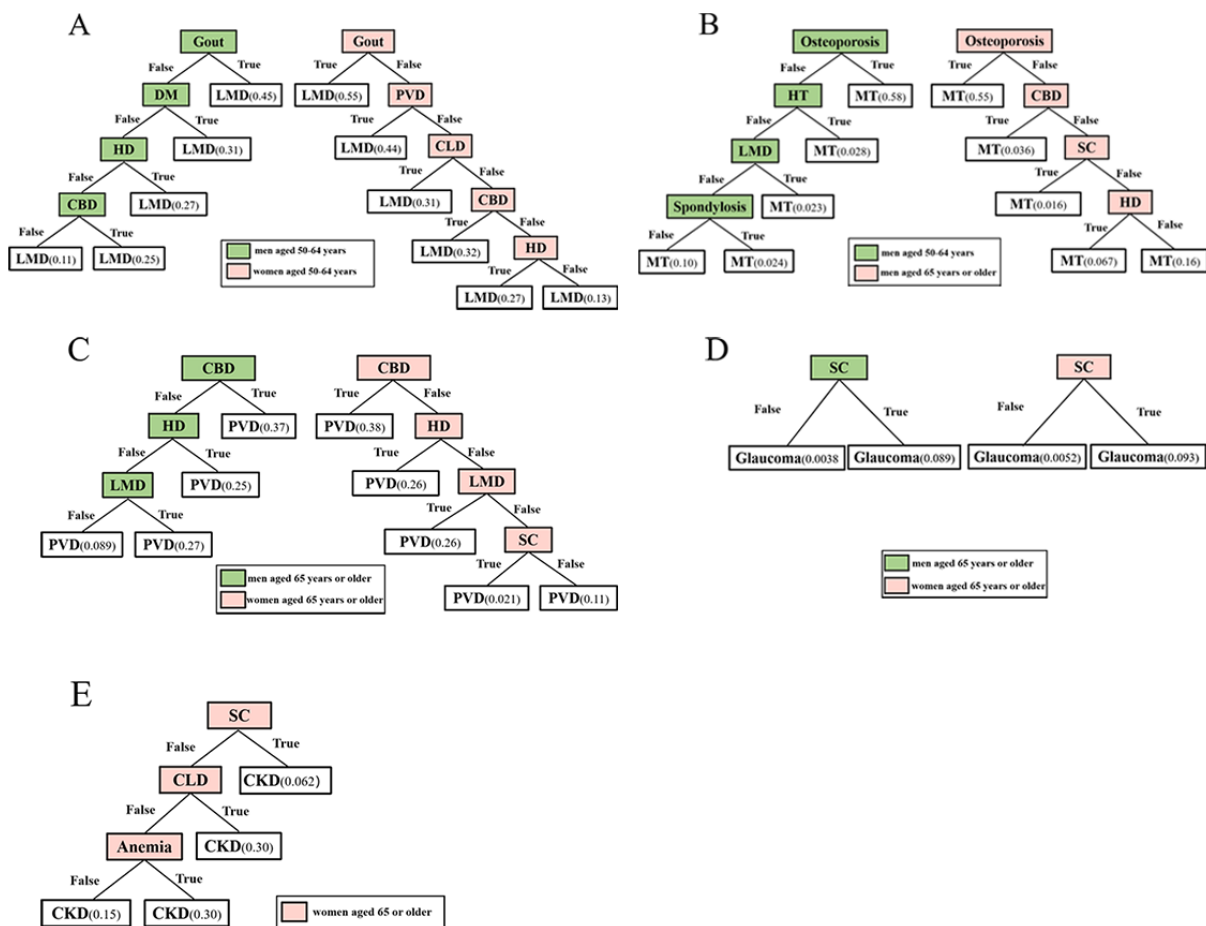 A
Gout
False
True
DM
LMD(0.45)
False
True
HD
LMD(0.31)
False
True
CBD
LMD(0.27)
False
True
LMD(0.11)
LMD(0.25)
Gout
True
False
LMD(0.55)
PVD
True
False
LMD(0.44)
CLD
True
False
LMD(0.31)
CBD
True
False
LMD(0.32)
HD
True
False
LMD(0.27)
LMD(0.13)
men aged 50-64 years
women aged 50-64 years
B
Osteoporosis
False
True
HT
MT(0.58)
False
True
LMD
MT(0.028)
False
True
Spondylosis
MT(0.023)
False
True
MT(0.10)
MT(0.024)
Osteoporosis
True
False
MT(0.55)
CBD
True
False
MT(0.036)
SC
True
False
MT(0.016)
HD
True
False
MT(0.067)
MT(0.16)
men aged 50-64 years
men aged 65 years or older
C
CBD
False
True
HD
PVD(0.37)
False
True
LMD
PVD(0.25)
False
True
PVD(0.089)
PVD(0.27)
CBD
True
False
PVD(0.38)
HD
True
False
PVD(0.26)
LMD
True
False
PVD(0.26)
SC
True
False
PVD(0.021)
PVD(0.11)
men aged 65 years or older
women aged 65 years or older
D
SC
False
True
Glaucoma(0.0038
Glaucoma(0.089)
SC
False
True
Glaucoma(0.0052)
Glaucoma(0.093)
men aged 65 years or older
women aged 65 years or older
E
SC
False
True
CLD
CKD(0.062)
False
True
Anemia
CKD(0.30)
False
True
CKD(0.15)
CKD(0.30)
women aged 65 or older